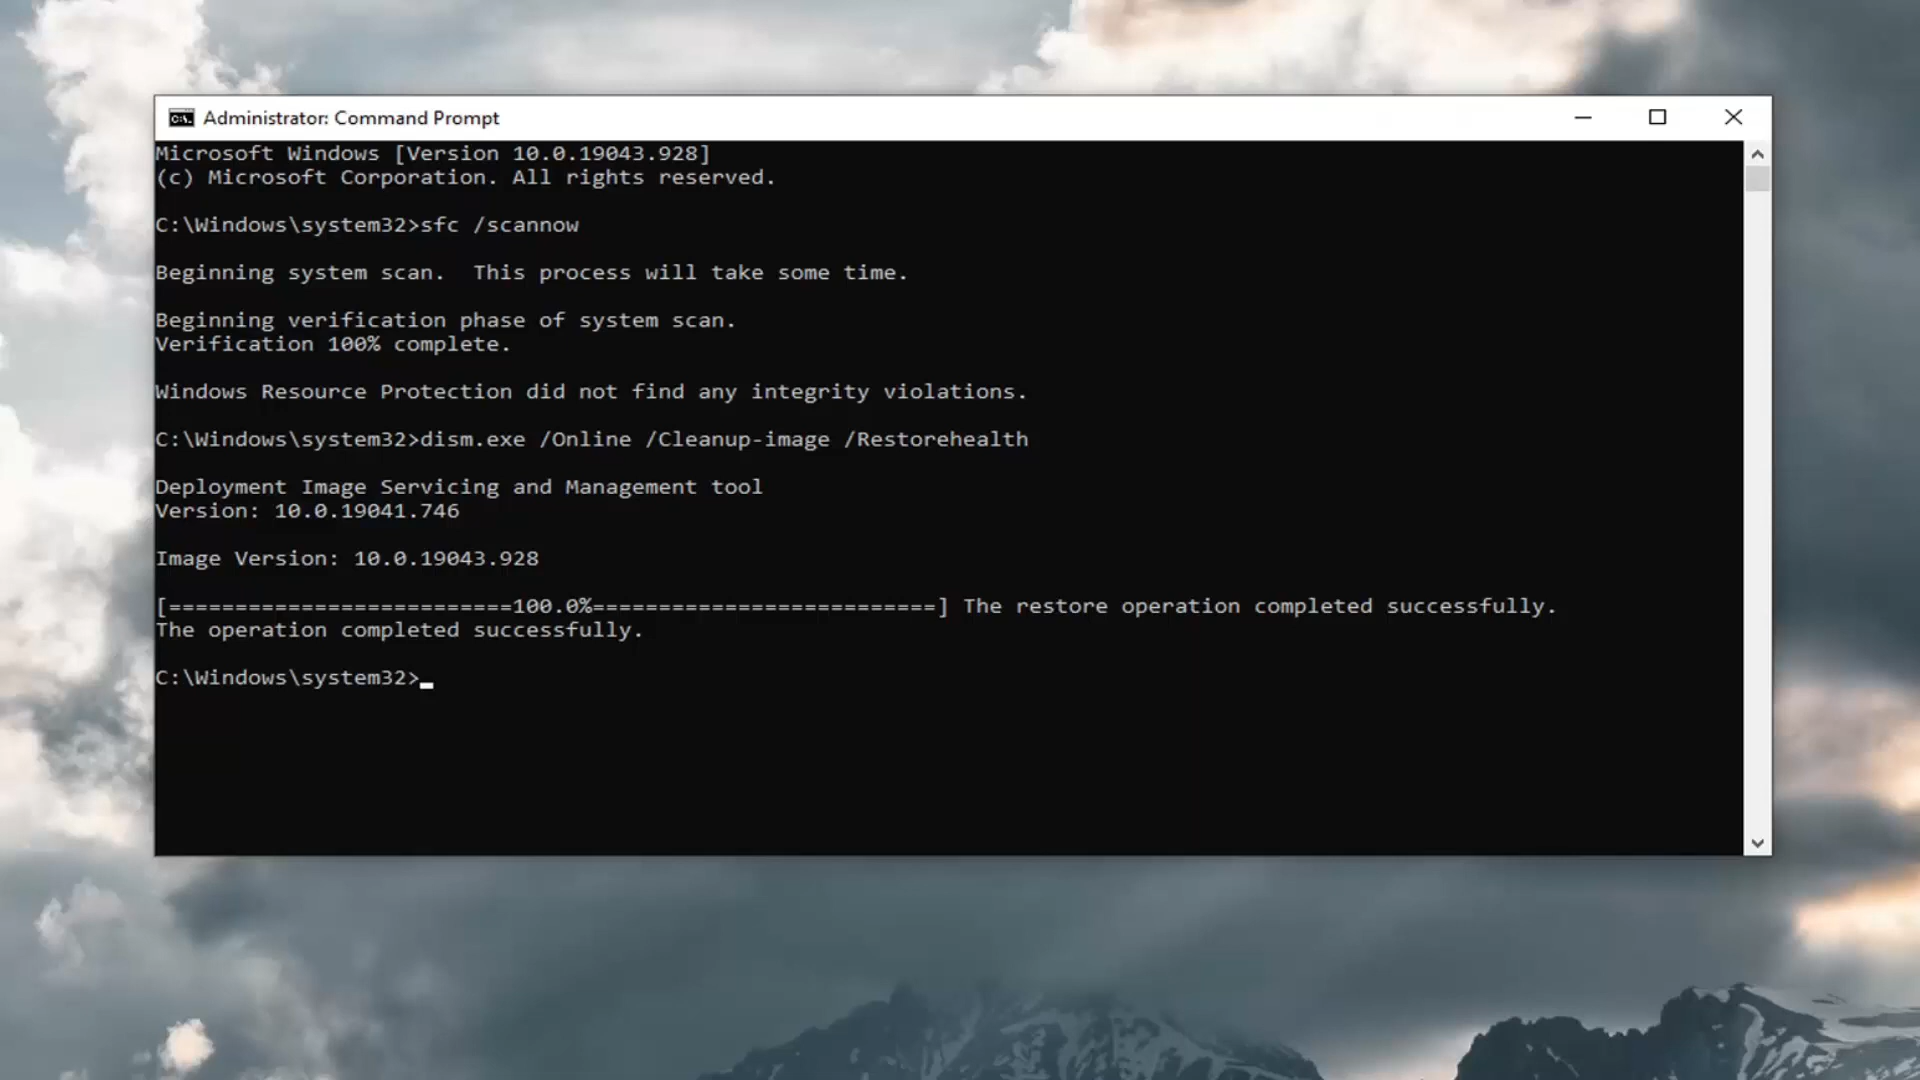 Administrator: Command Prompt
Microsoft Windows [Version 10.0.19043.928]
(c) Microsoft Corporation. All rights reserved.
C:\Windows\system32>sfc /scannow
Beginning system scan.  This process will take some time.
Beginning verification phase of system scan.
Verification 100% complete.
Windows Resource Protection did not find any integrity violations.
C:\Windows\system32>dism.exe /Online /Cleanup-image /Restorehealth
Deployment Image Servicing and Management tool
Version: 10.0.19041.746
Image Version: 10.0.19043.928
[==========================100.0%==========================] The restore operation completed successfully.
The operation completed successfully.
C:\Windows\system32>_